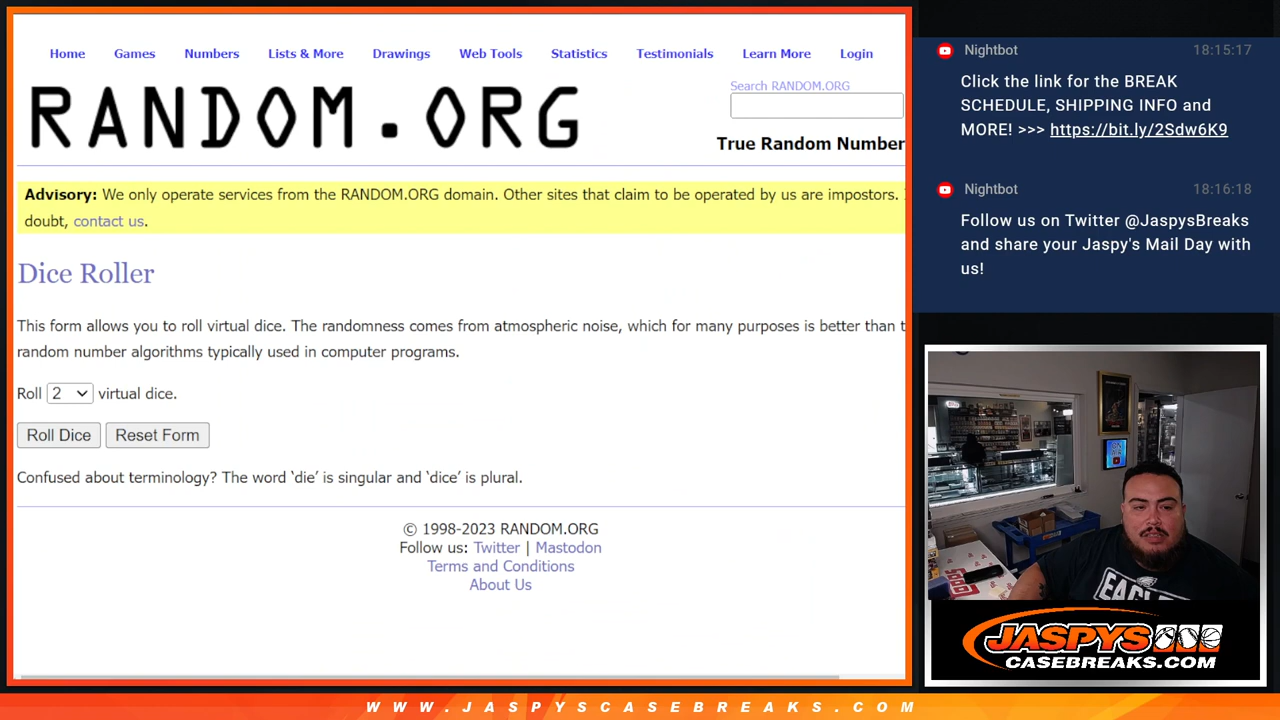 Home Games Numbers Lists & More Drawings Web Tools Statistics Testimonials Learn More Login
RANDOM.ORG
Search RANDOM.ORG
True Random Number
Advisory: We only operate services from the RANDOM.ORG domain. Other sites that claim to be operated by us are impostors.
doubt, contact us.
Dice Roller
This form allows you to roll virtual dice. The randomness comes from atmospheric noise, which for many purposes is better than
random number algorithms typically used in computer programs.
Roll 2 virtual dice.
Roll Dice Reset Form
Confused about terminology? The word ‘die’ is singular and ‘dice’ is plural.
© 1998-2023 RANDOM.ORG
Follow us: Twitter | Mastodon
Terms and Conditions
About Us
Nightbot 18:15:17
Click the link for the BREAK
SCHEDULE, SHIPPING INFO and
MORE! >>> https://bit.ly/2Sdw6K9
Nightbot 18:16:18
Follow us on Twitter @JaspysBreaks
and share your Jaspy's Mail Day with
us!
EAGLES
JASPYS
CASEBREAKS.COM
WWW.JASPYSCASEBREAKS.COM